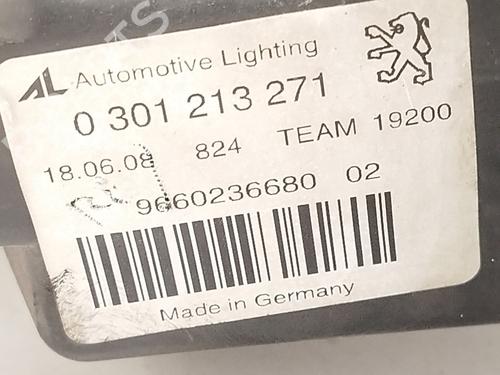 AL Automotive Lighting
0 301 213 271
18.06.08 824 TEAM 19200
9660236680 02
Made in Germany